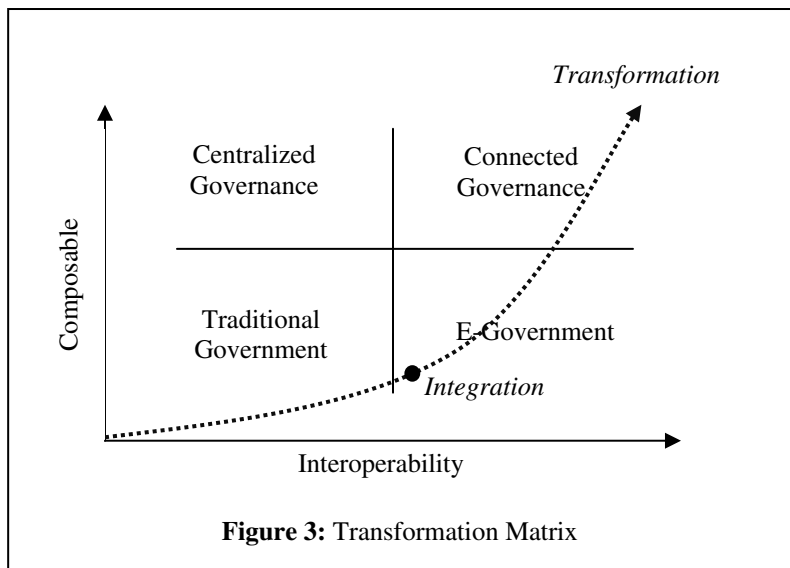 Transformation
Centralized
Governance
Connected
Governance
Composable
Traditional
Government
E-Government
Integration
Interoperability
Figure 3: Transformation Matrix